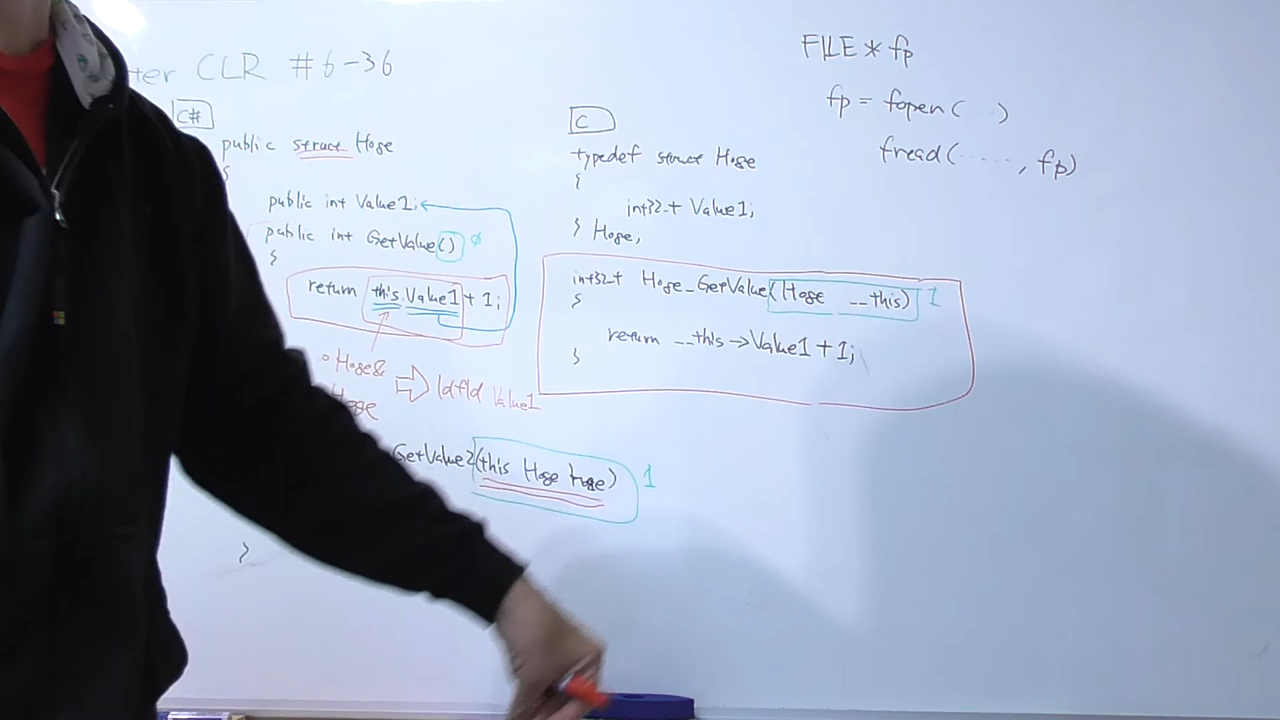 ter CLR #6-36
C#
public struct Hoge
{
public int Value1;
public int GetValue() 0
{
return this Value1 + 1;
Hoge&
Hoge
ldfld Value1
GetValue2(this Hoge hoge) 1
}
C
typedef struct Hoge
{
int32_t Value1;
} Hoge;
int32_t Hoge_GetValue(Hoge __this) 1
{
return __this->Value1 + 1;
}
FILE * fp
fp = fopen( ‥ )
fread( ‥‥‥, fp)